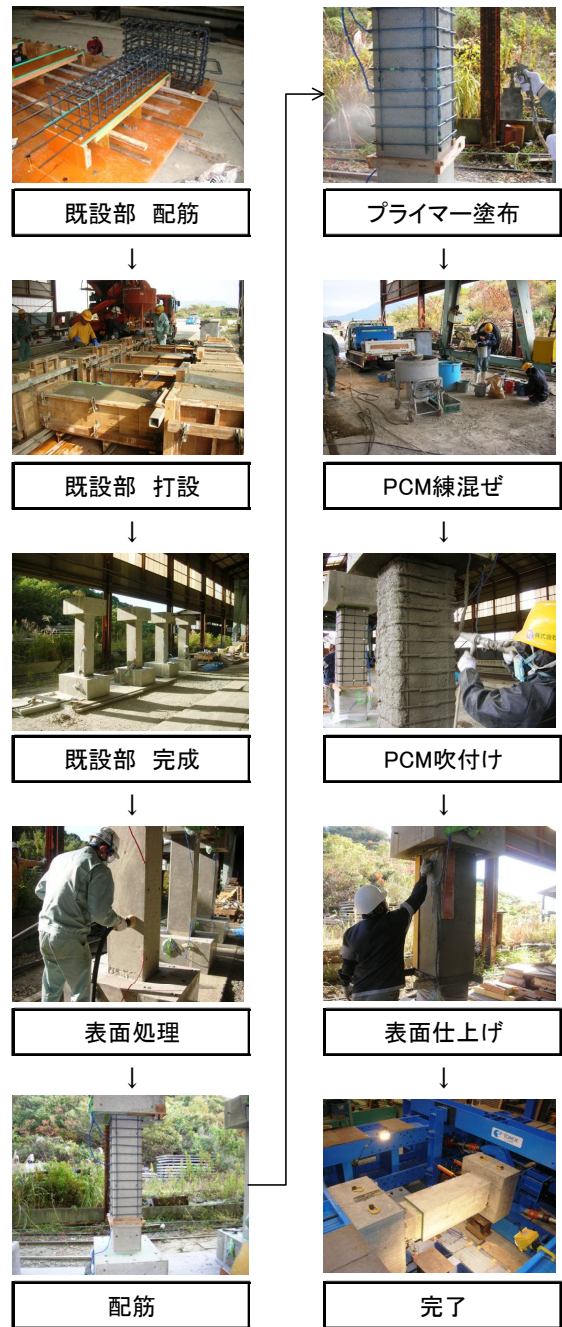 既設部 配筋
↓
既設部 打設
↓
既設部 完成
↓
表面処理
↓
配筋
プライマー塗布
↓
PCM練混ぜ
↓
PCM吹付け
↓
表面仕上げ
↓
完了